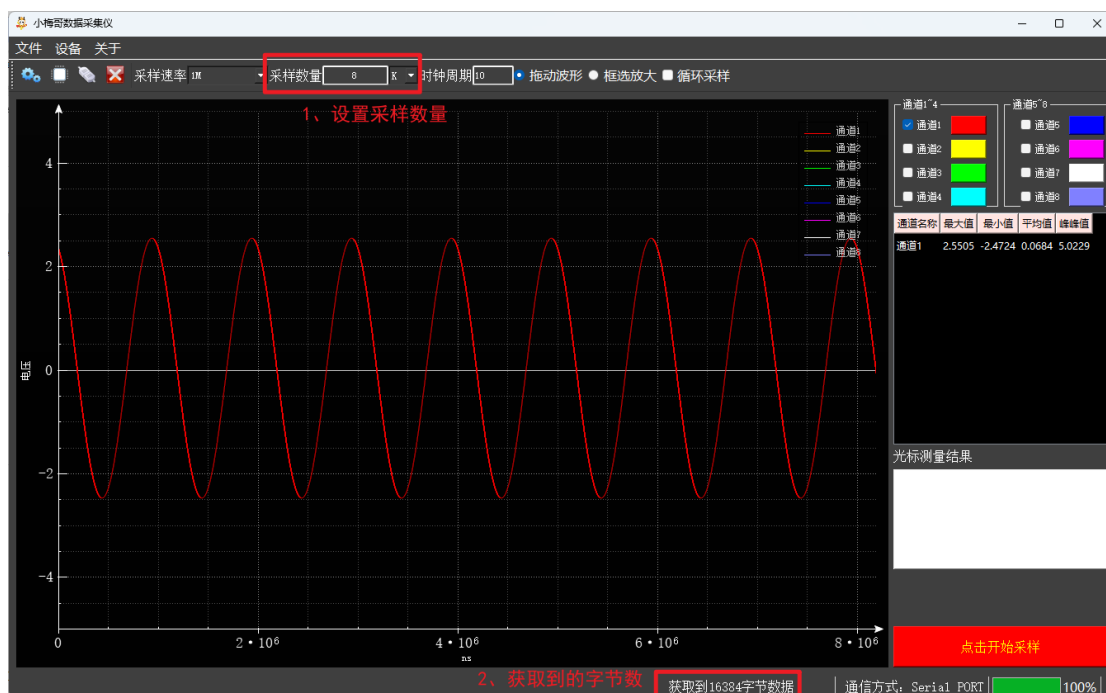 小梅哥数据采集仪
文件 设备 关于
采样速率 1M 采样数量 8 K 时钟周期 10 拖动波形 框选放大 循环采样
1、设置采样数量
通道1
通道2
通道3
通道4
通道5
通道6
通道7
通道8
4
2
0
-2
-4
电压
0 2·10⁶ 4·10⁶ 6·10⁶ 8·10⁶
ns
通道1~4 通道5~8
通道1 通道5
通道2 通道6
通道3 通道7
通道4 通道8
通道名称 最大值 最小值 平均值 峰峰值
通道1 2.5505 -2.4724 0.0684 5.0229
光标测量结果
点击开始采样
2、获取到的字节数
获取到16384字节数据 通信方式: Serial PORT 100%